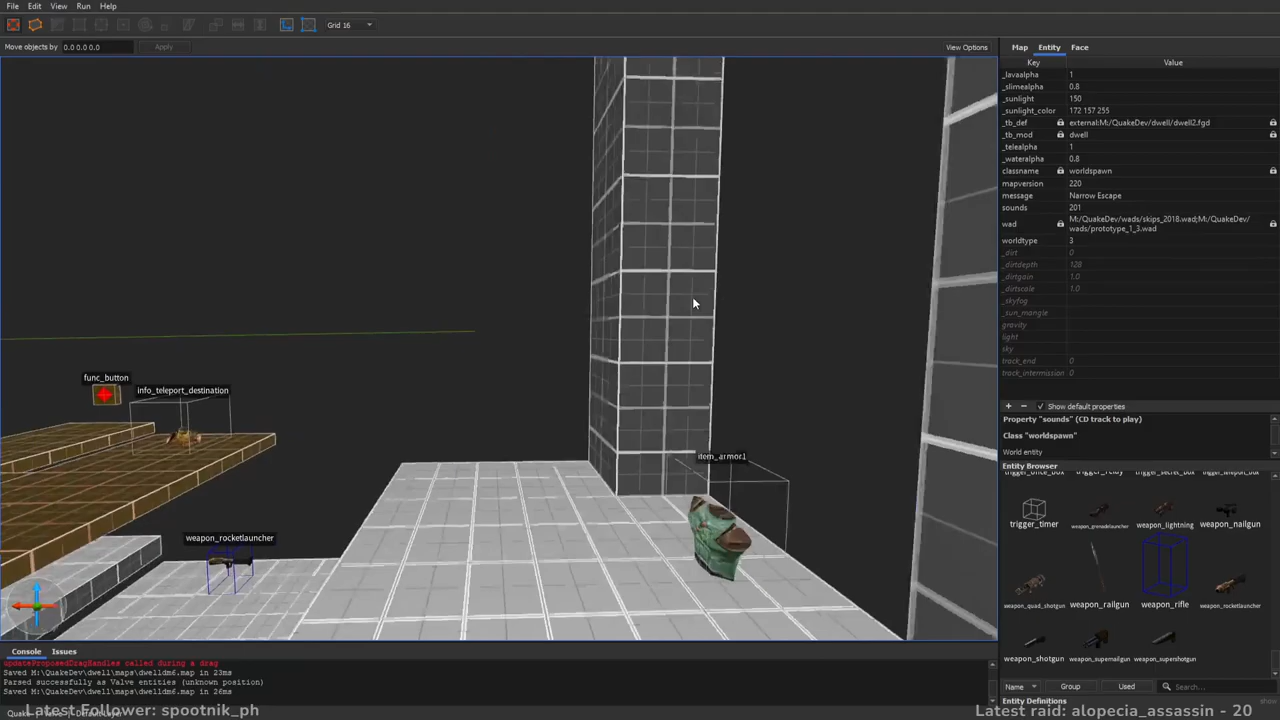 File Edit View Run Help
Grid 16
Move objects by 0.0 0.0 0.0 Apply View Options
Map Entity Face
Key Value
_lavaalpha 1
_slimealpha 0.8
_sunlight 150
_sunlight_color 172 157 255
_tb_def external:M:/QuakeDev/dwell/dwell2.fgd
_tb_mod dwell
_telealpha 1
_wateralpha 0.8
classname worldspawn
mapversion 220
message Narrow Escape
sounds 201
wad M:/QuakeDev/wads/skips_2018.wad;M:/QuakeDev/
wads/prototype_1_3.wad
worldtype 3
_dirt 0
_dirtdepth 128
_dirtgain 1.0
_dirtscale 1.0
_skyfog
_sun_mangle
gravity
light
sky
track_end 0
track_intermission 0
Show default properties
Property "sounds" (CD track to play)
Class "worldspawn"
World entity
Entity Browser
trigger_timer weapon_grenadelauncher weapon_lightning weapon_nailgun
weapon_quad_shotgun weapon_railgun weapon_rifle weapon_rocketlauncher
weapon_shotgun weapon_supernailgun weapon_supershotgun
Name Group Used Search...
Entity Definitions show
func_button
info_teleport_destination
item_armor1
weapon_rocketlauncher
Console Issues
updateProposedDragHandles called during a drag
Saved M:\QuakeDev\dwell\maps\dwelldm6.map in 23ms
Parsed successfully as Valve entities (unknown position)
Saved M:\QuakeDev\dwell\maps\dwelldm6.map in 26ms
Latest Follower: spootnik_ph
Latest raid: alopecia_assassin - 20